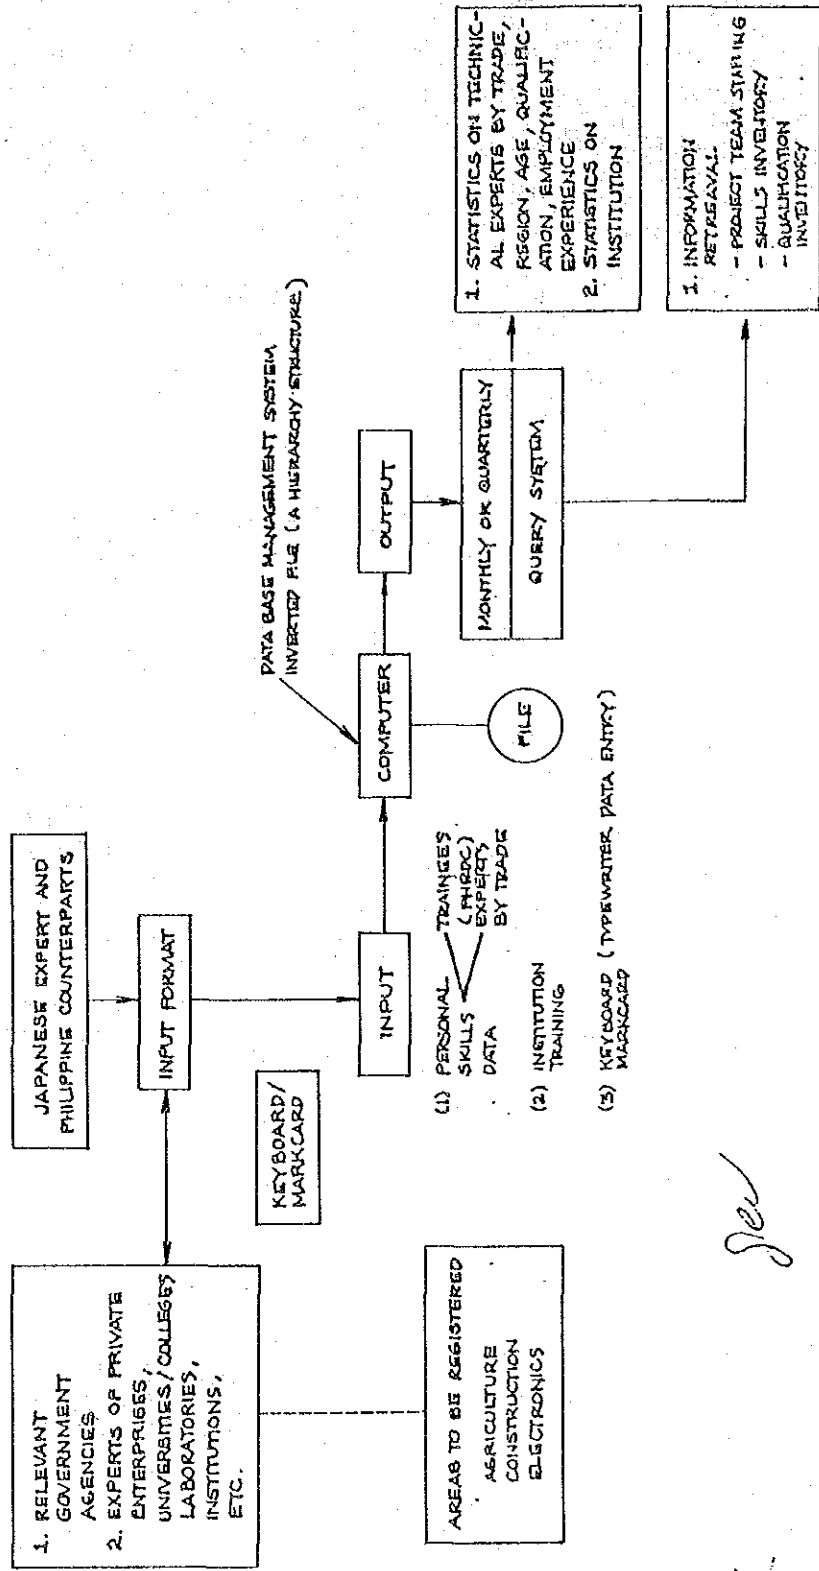 JAPANESE EXPERT AND
PHILIPPINE COUNTERPARTS
1. RELEVANT
GOVERNMENT
AGENCIES
2. EXPERTS OF PRIVATE
ENTERPRISES,
UNIVERSITIES/COLLEGES
LABORATORIES,
INSTITUTIONS,
ETC.
INPUT FORMAT
KEYBOARD/
MARKCARD
AREAS TO BE REGISTERED
AGRICULTURE
CONSTRUCTION
ELECTRONICS
DATA BASE MANAGEMENT SYSTEM
INVERTED FILE (A HIERARCHY STRUCTURE)
INPUT
COMPUTER
OUTPUT
(1) PERSONAL TRAINEES
SKILLS (PHRDC)
EXPERTS
DATA BY TRADE
(2) INSTITUTION
TRAINING
(3) KEYBOARD (TYPEWRITER DATA ENTRY)
MARKCARD
FILE
MONTHLY OR QUARTERLY
QUERY SYSTEM
1. STATISTICS ON TECHNIC-
AL EXPERTS BY TRADE,
REGION, AGE, QUALIFIC-
ATION, EMPLOYMENT
EXPERIENCE
2. STATISTICS ON
INSTITUTION
1. INFORMATION
RETREAVAL
- PROJECT TEAM STAFFING
- SKILLS INVENTORY
- QUALIFICATION
INVENTORY